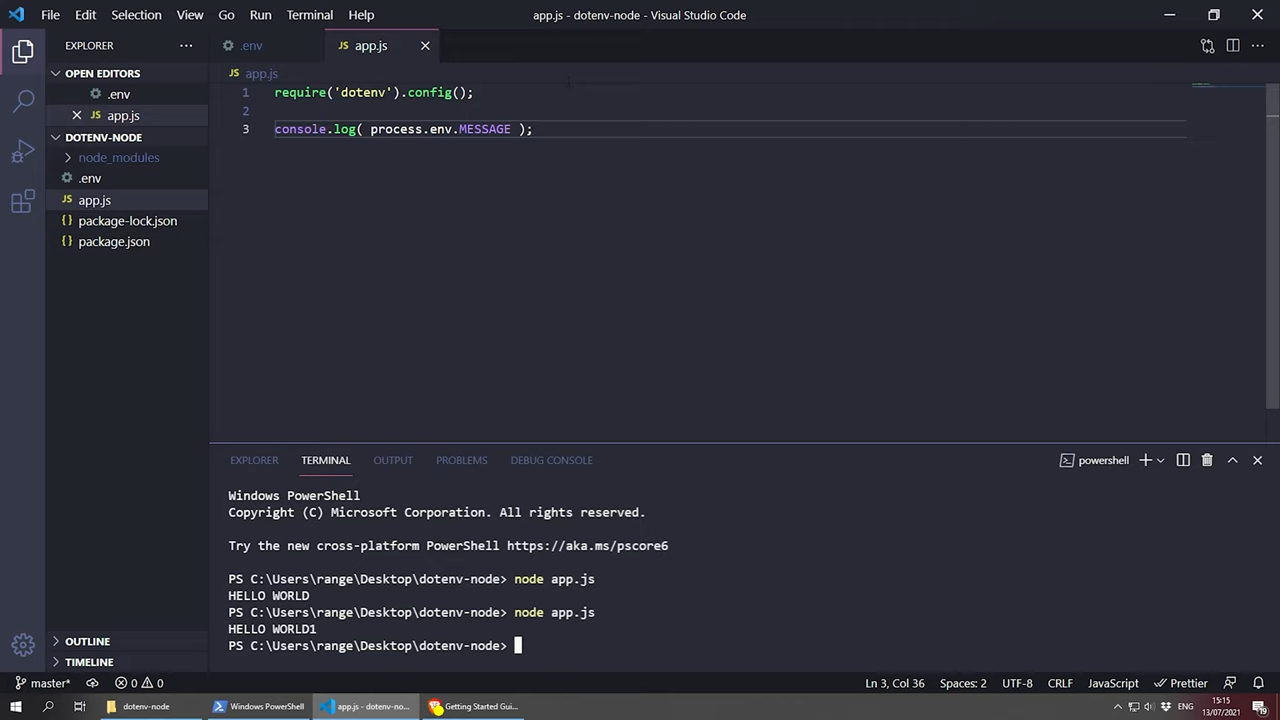 File Edit Selection View Go Run Terminal Help app.js - dotenv-node - Visual Studio Code
EXPLORER
.env
JS app.js
OPEN EDITORS
.env
JS app.js
DOTENV-NODE
node_modules
.env
JS app.js
{} package-lock.json
{} package.json
OUTLINE
TIMELINE
JS app.js
1 require('dotenv').config();
2
3 console.log( process.env.MESSAGE );
EXPLORER TERMINAL OUTPUT PROBLEMS DEBUG CONSOLE powershell
Windows PowerShell
Copyright (C) Microsoft Corporation. All rights reserved.
Try the new cross-platform PowerShell https://aka.ms/pscore6
PS C:\Users\range\Desktop\dotenv-node> node app.js
HELLO WORLD
PS C:\Users\range\Desktop\dotenv-node> node app.js
HELLO WORLD1
PS C:\Users\range\Desktop\dotenv-node>
master* 0 0 Ln 3, Col 36 Spaces: 2 UTF-8 CRLF JavaScript Prettier
dotenv-node Windows PowerShell app.js - dotenv-no... Getting Started Gui... ENG
15:15
13/07/2021
19